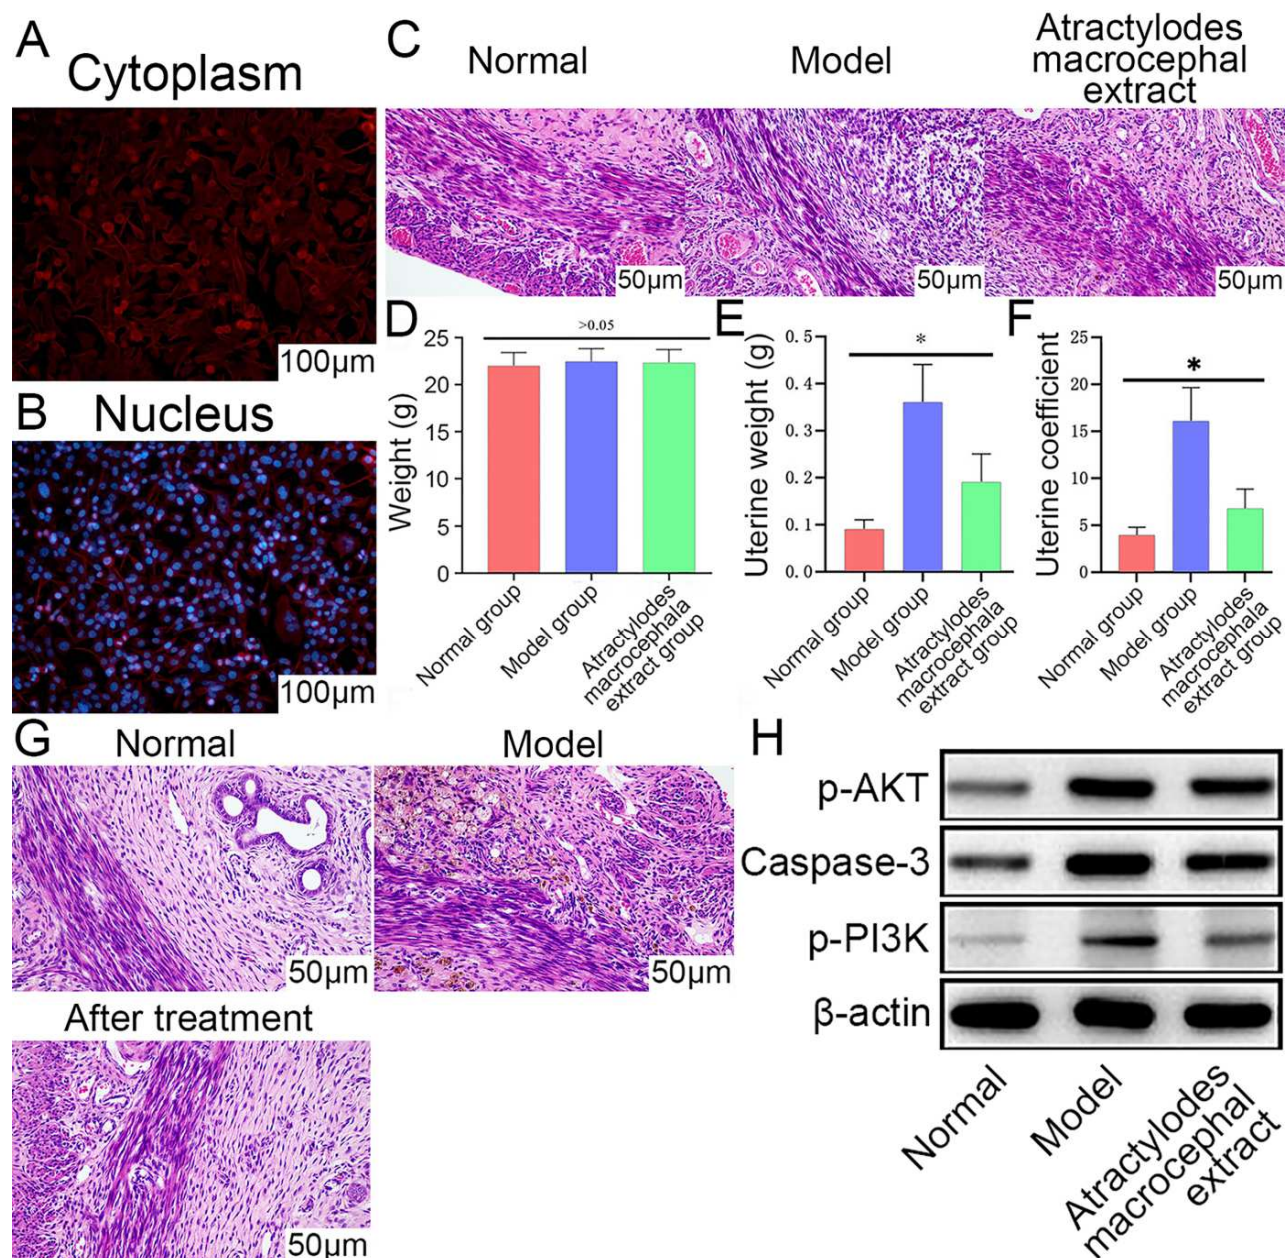 A
Cytoplasm
100μm
B
Nucleus
100μm
C
Normal
Model
Atractylodes
macrocephal
extract
50μm
50μm
50μm
D
>0.05
Weight (g)
25
20
15
10
5
0
Normal group
Model group
Atractylodes
macrocephala
extract group
E
*
Uterine weight (g)
0.5
0.4
0.3
0.2
0.1
0.0
Normal group
Model group
Atractylodes
macrocephala
extract group
F
*
Uterine coefficient
25
20
15
10
5
0
Normal group
Model group
Atractylodes
macrocephala
extract group
G
Normal
50μm
Model
50μm
After treatment
50μm
H
p-AKT
Caspase-3
p-PI3K
β-actin
Normal
Model
Atractylodes
macrocephal
extract